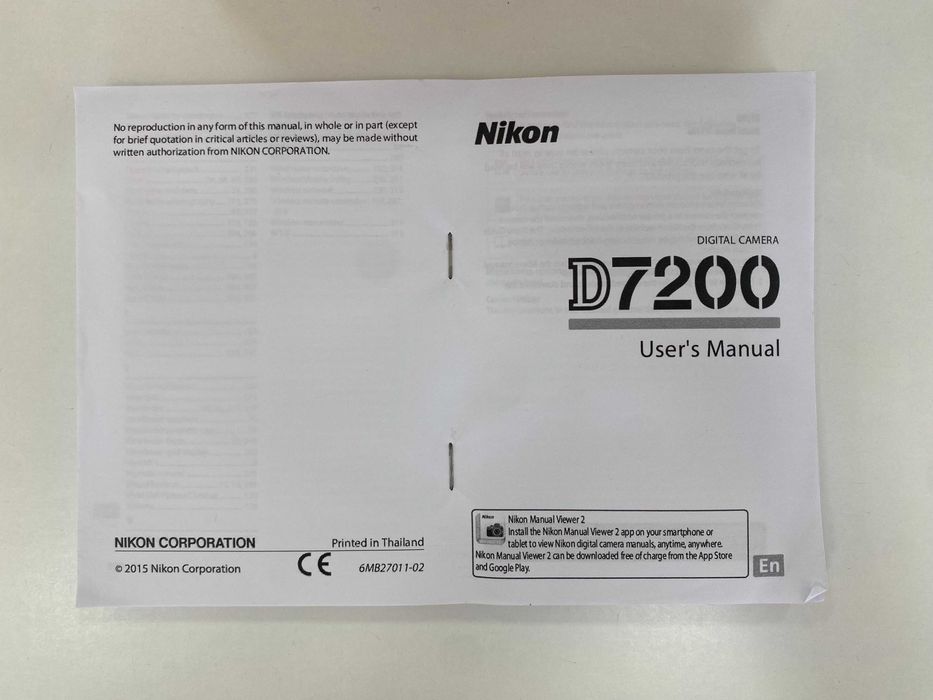 No reproduction in any form of this manual, in whole or in part (except
for brief quotation in critical articles or reviews), may be made without
written authorization from NIKON CORPORATION.
NIKON CORPORATION
© 2015 Nikon Corporation
CE
Printed in Thailand
6MB27011-02
Nikon
DIGITAL CAMERA
D7200
User's Manual
Nikon
Nikon Manual Viewer 2
Install the Nikon Manual Viewer 2 app on your smartphone or
tablet to view Nikon digital camera manuals, anytime, anywhere.
Nikon Manual Viewer 2 can be downloaded free of charge from the App Store
and Google Play.
En